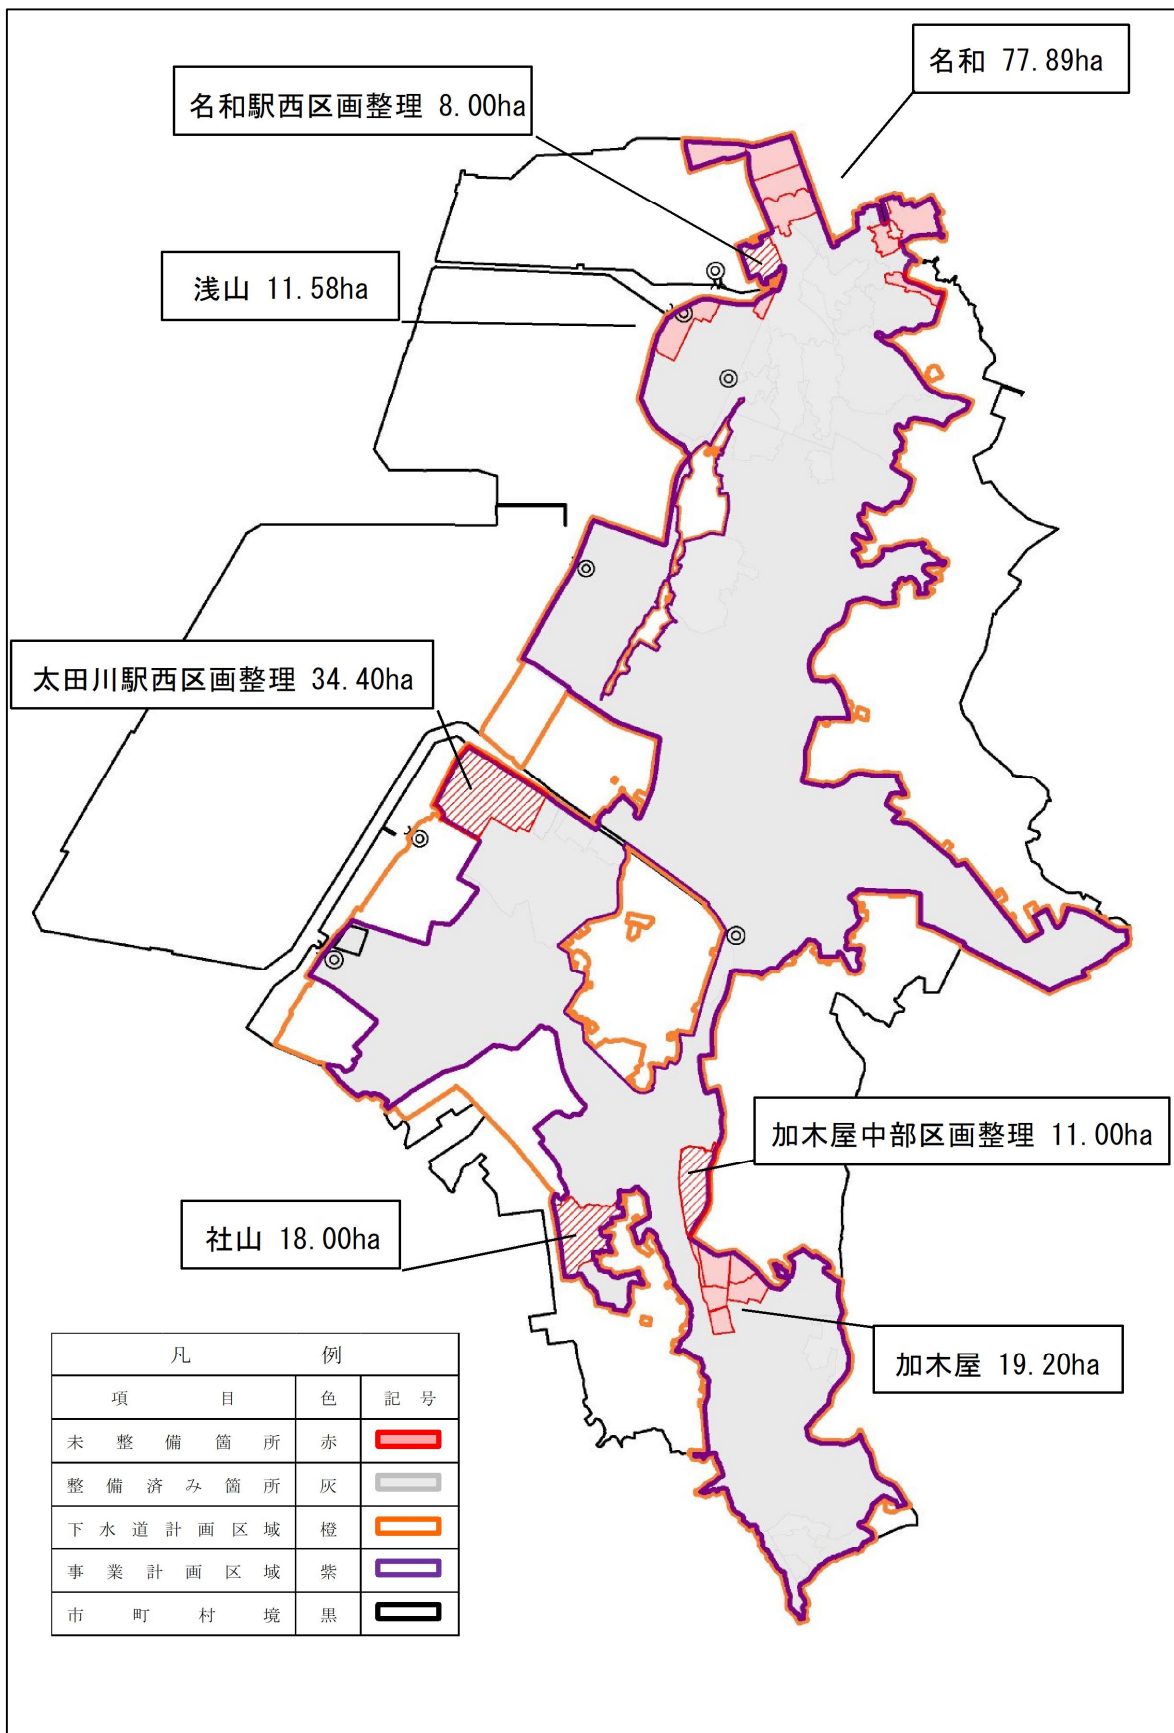 名和 77.89ha
名和駅西区画整理 8.00ha
浅山 11.58ha
太田川駅西区画整理 34.40ha
加木屋中部区画整理 11.00ha
社山 18.00ha
加木屋 19.20ha
凡例
項目 色 記号
未整備箇所 赤
整備済み箇所 灰
下水道計画区域 橙
事業計画区域 紫
市町村境 黒